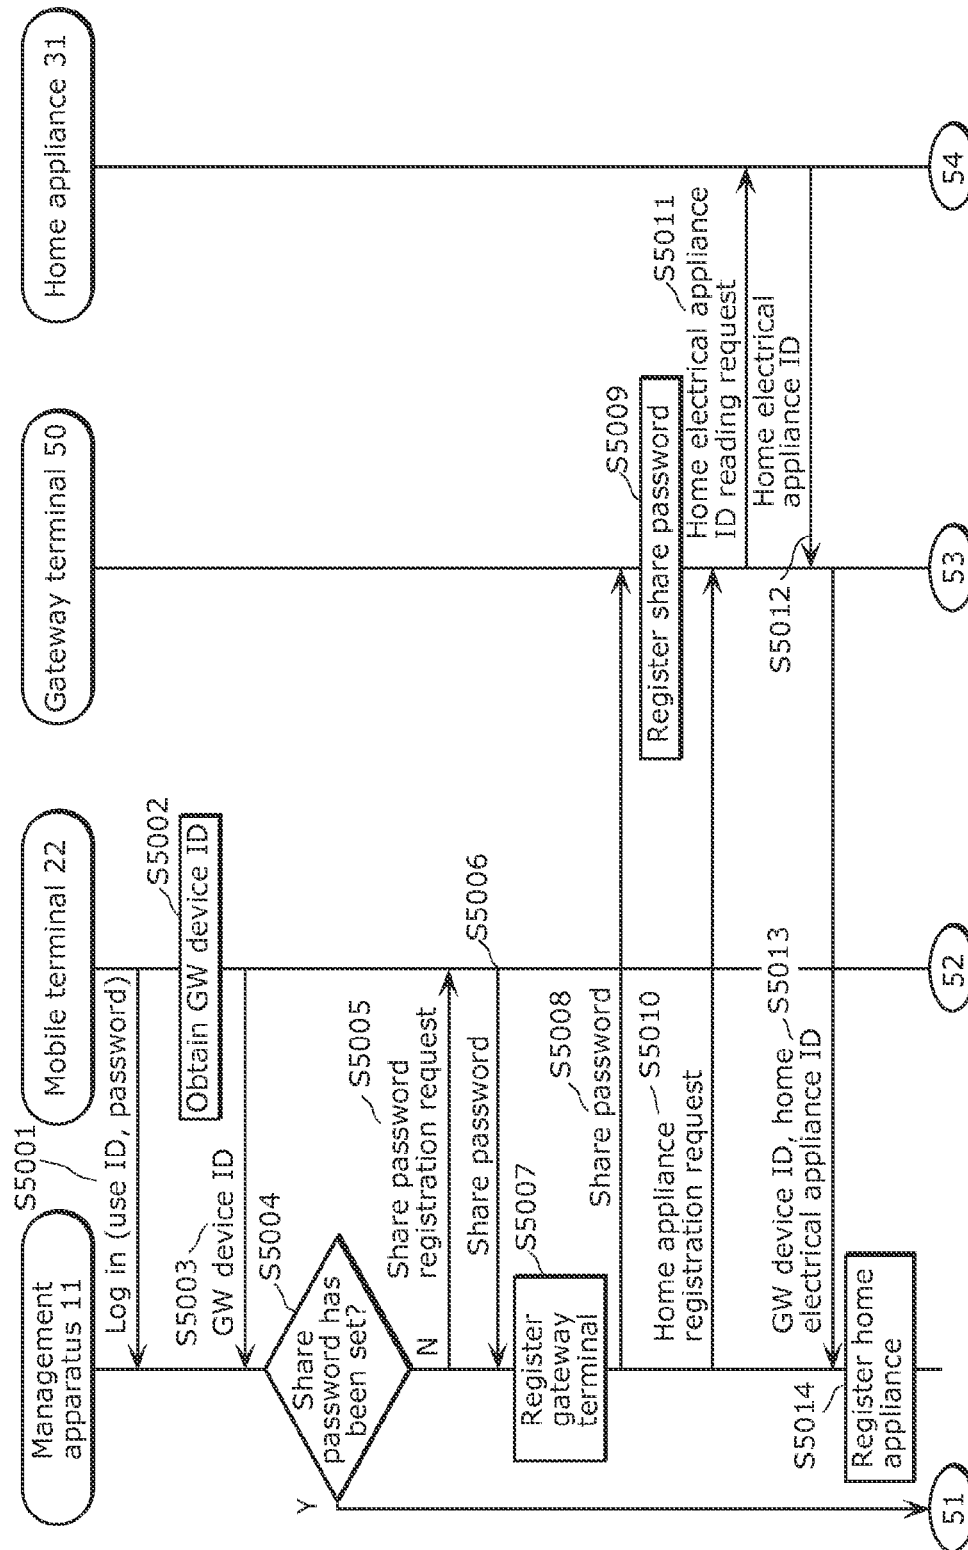 Management
apparatus 11
Mobile terminal 22
Gateway terminal 50
Home appliance 31
S5001
Log in (use ID, password)
S5002
Obtain GW device ID
S5003
GW device ID
S5004
Share
password has
been set?
Y
N
S5005
Share password
registration request
S5006
Share password
S5007
Register
gateway
terminal
S5008
Share password
S5009
Register share password
S5010
Home appliance
registration request
S5011
Home electrical appliance
ID reading request
Home electrical
appliance ID
S5012
S5013
GW device ID, home
electrical appliance ID
S5014
Register home
appliance
51
52
53
54